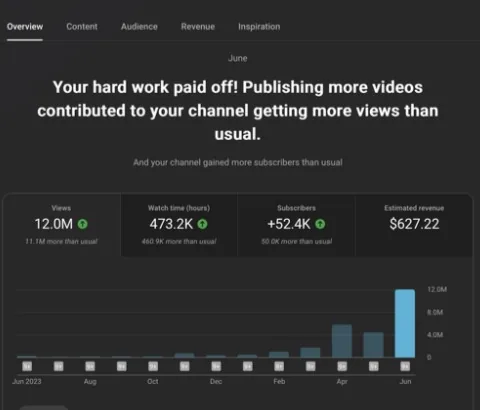 Overview Content Audience Revenue Inspiration
June
Your hard work paid off! Publishing more videos
contributed to your channel getting more views than
usual.
And your channel gained more subscribers than usual
Views Watch time (hours) Subscribers Estimated revenue
12.0M 473.2K +52.4K $627.22
11.1M more than usual 460.9K more than usual 50.0K more than usual
12.0M
8.0M
4.0M
0
Jun 2023 Aug Oct Dec Feb Apr Jun